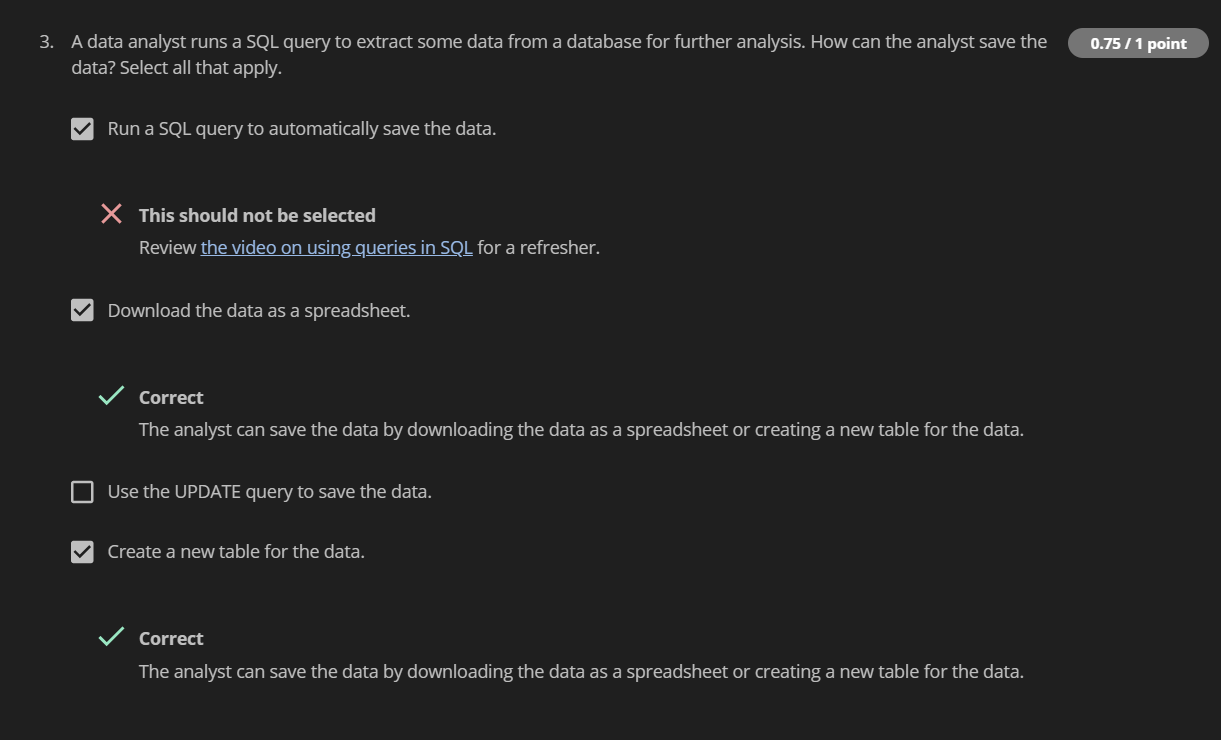 3. A data analyst runs a SQL query to extract some data from a database for further analysis. How can the analyst save the
0.75 / 1 point
data? Select all that apply.
Run a SQL query to automatically save the data.
This should not be selected
Review the video on using queries in SQL for a refresher.
Download the data as a spreadsheet.
Correct
The analyst can save the data by downloading the data as a spreadsheet or creating a new table for the data.
Use the UPDATE query to save the data.
Create a new table for the data.
Correct
The analyst can save the data by downloading the data as a spreadsheet or creating a new table for the data.